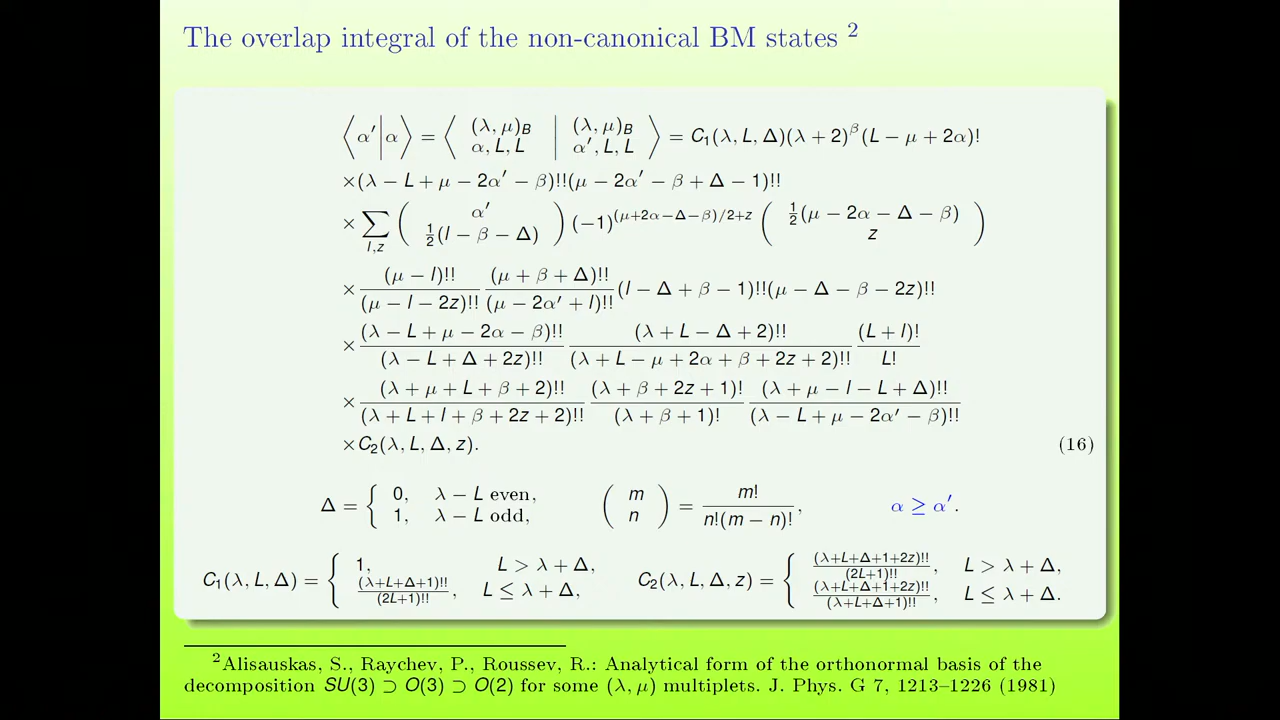 The overlap integral of the non-canonical BM states ²
⟨α′|α⟩ = ⟨ (λ, μ)_B α, L, L | (λ, μ)_B α′, L, L ⟩ = C₁(λ, L, Δ)(λ + 2)^β (L − μ + 2α)!
×(λ − L + μ − 2α′ − β)!!(μ − 2α′ − β + Δ − 1)!!
× ∑_{l,z} ( α′ ½(l − β − Δ) ) (−1)^{(μ+2α−Δ−β)/2+z} ( ½(μ − 2α − Δ − β) z )
× (μ − l)!!/(μ − l − 2z)!! (μ + β + Δ)!!/(μ − 2α′ + l)!! (l − Δ + β − 1)!!(μ − Δ − β − 2z)!!
× (λ − L + μ − 2α − β)!!/(λ − L + Δ + 2z)!! (λ + L − Δ + 2)!!/(λ + L − μ + 2α + β + 2z + 2)!! (L + l)!/L!
× (λ + μ + L + β + 2)!!/(λ + L + l + β + 2z + 2)!! (λ + β + 2z + 1)!/(λ + β + 1)! (λ + μ − l − L + Δ)!!/(λ − L + μ − 2α′ − β)!!
×C₂(λ, L, Δ, z). (16)
Δ = { 0, λ − L even, 1, λ − L odd, ( m n ) = m!/n!(m − n)!, α ≥ α′.
C₁(λ, L, Δ) = { 1, L > λ + Δ, (λ+L+Δ+1)!!/(2L+1)!!, L ≤ λ + Δ, C₂(λ, L, Δ, z) = { (λ+L+Δ+1+2z)!!/(2L+1)!!, L > λ + Δ, (λ+L+Δ+1+2z)!!/(λ+L+Δ+1)!!, L ≤ λ + Δ.
²Alisauskas, S., Raychev, P., Roussev, R.: Analytical form of the orthonormal basis of the
decomposition SU(3) ⊃ O(3) ⊃ O(2) for some (λ, μ) multiplets. J. Phys. G 7, 1213–1226 (1981)